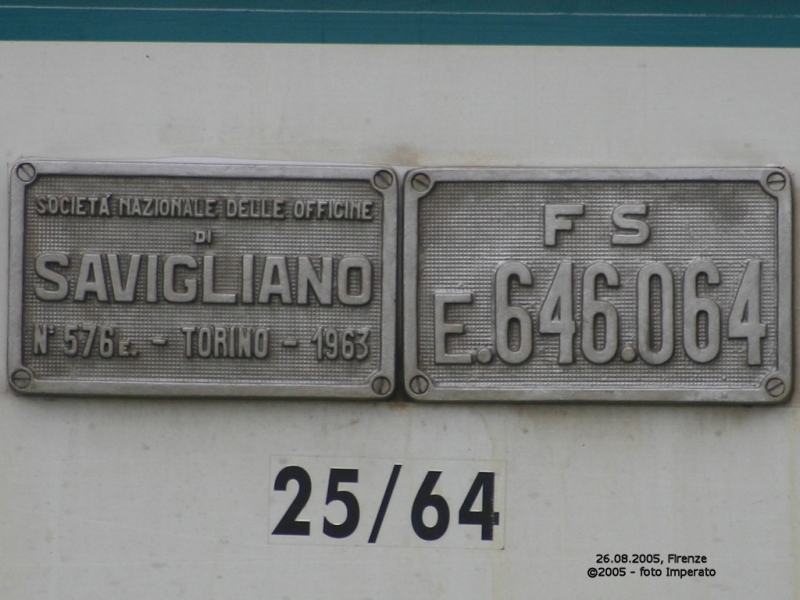 SOCIETÁ NAZIONALE DELLE OFFICINE
DI
SAVIGLIANO
N° 576 E. - TORINO - 1963
F S
E.646.064
25/64
26.08.2005, Firenze
©2005 - foto Imperato